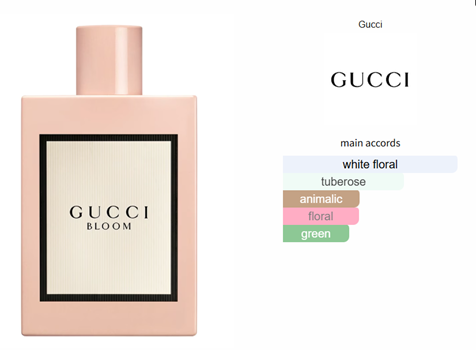 GUCCI
BLOOM
Gucci
GUCCI
main accords
white floral
tuberose
animalic
floral
green